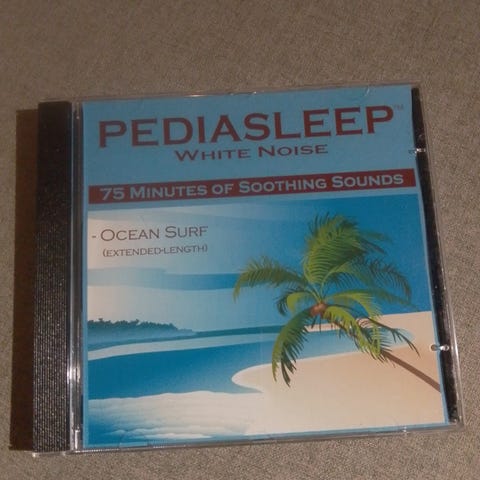 PEDIASLEEP™
WHITE NOISE
75 MINUTES OF SOOTHING SOUNDS
- OCEAN SURF
(EXTENDED-LENGTH)